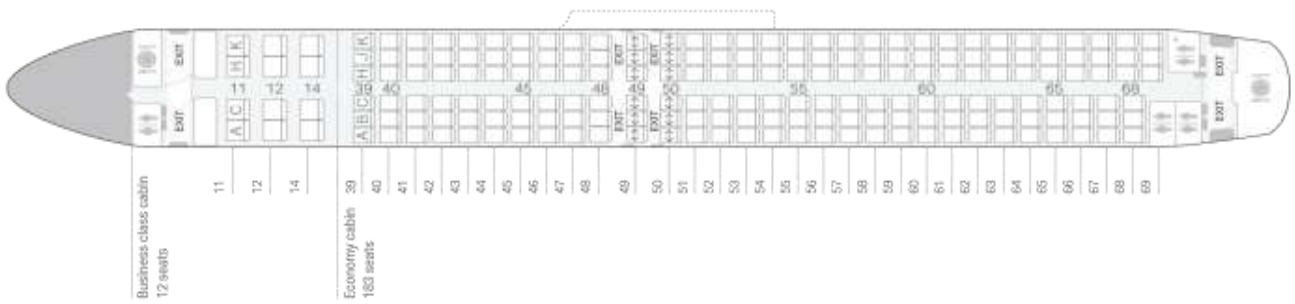 EXIT EXIT EXIT EXIT
K K
H H J
11 12 14 39 40 45 48 49 50 55 60 65 68
C B C
A A
EXIT EXIT EXIT EXIT
11 12 14 39 40 41 42 43 44 45 46 47 48 49 50 51 52 53 54 55 56 57 58 59 60 61 62 63 64 65 66 67 68 69
Business class cabin
12 seats
Economy cabin
183 seats